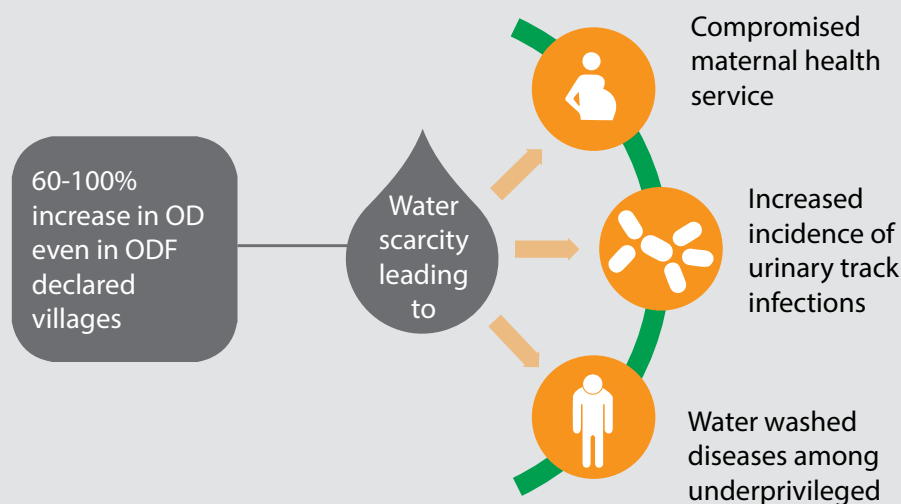 60-100%
increase in OD
even in ODF
declared
villages
Water
scarcity
leading
to
Compromised
maternal health
service
Increased
incidence of
urinary track
infections
Water washed
diseases among
underprivileged